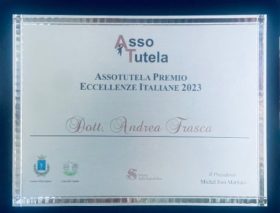 Asso
Tutela
ASSOTUTELA PREMIO
ECCELLENZE ITALIANE 2023
Dott. Andrea Frasca
Il Presidente